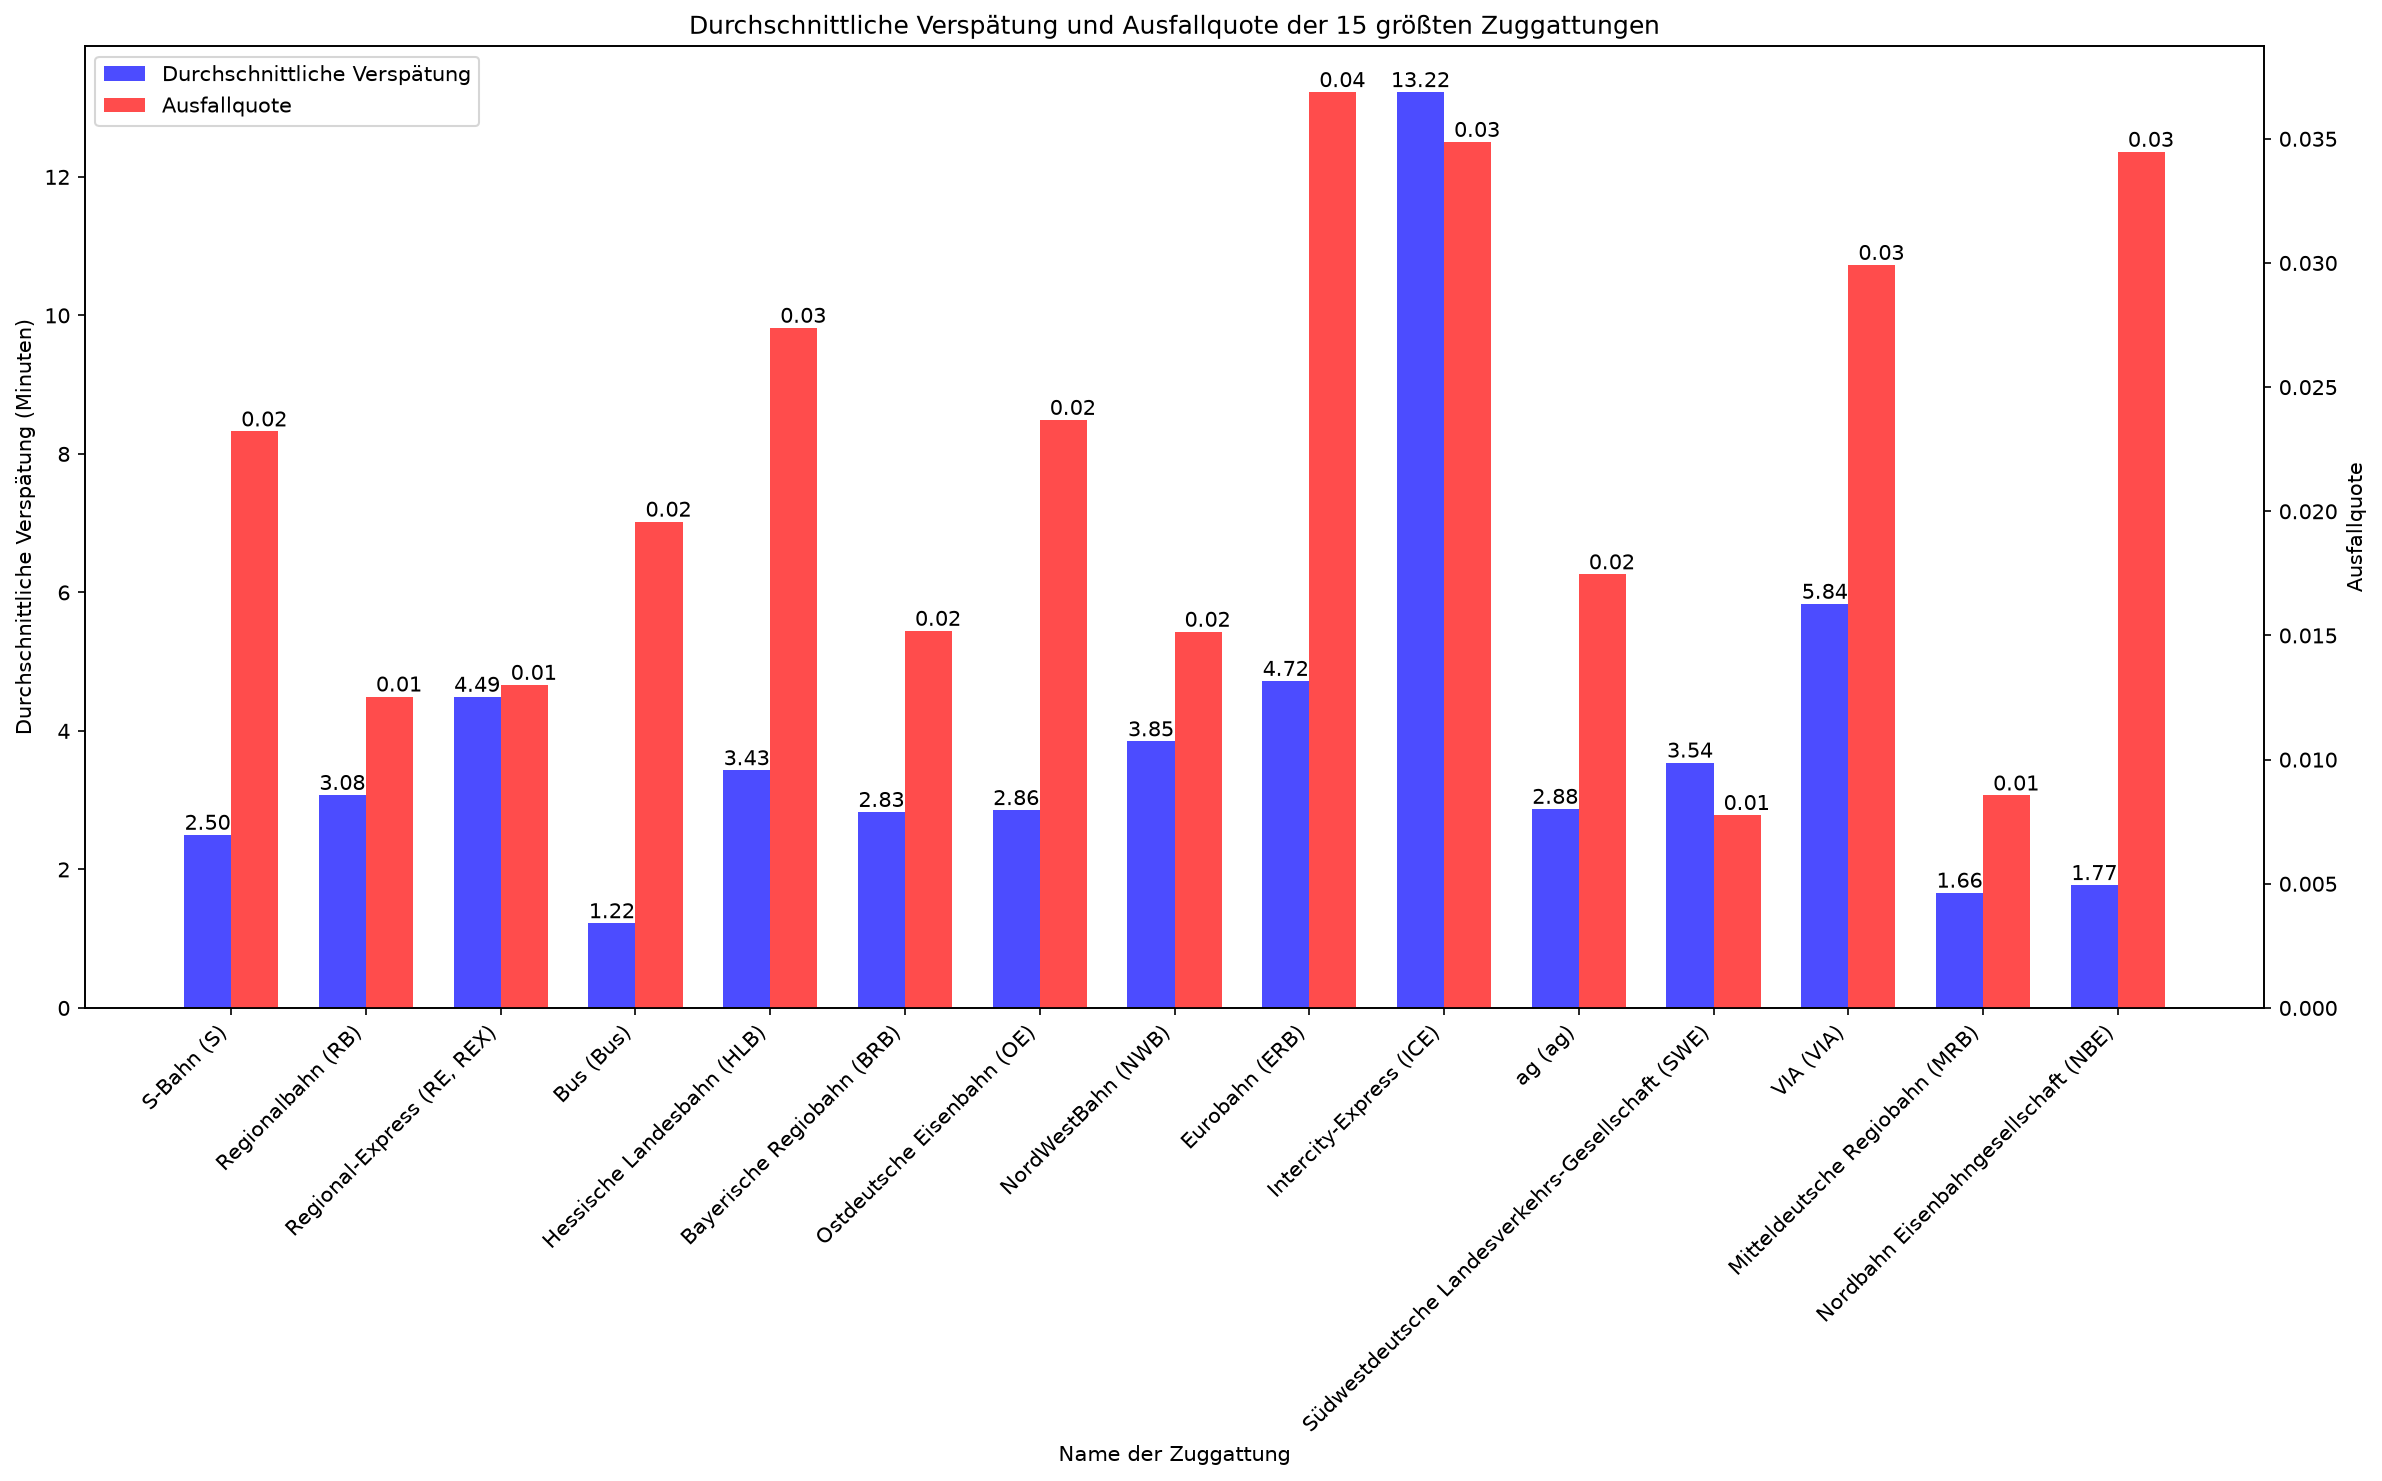 Durchschnittliche Verspätung und Ausfallquote der 15 größten Zuggattungen
Durchschnittliche Verspätung
Ausfallquote
Durchschnittliche Verspätung (Minuten)
12
10
8
6
4
2
0
2.50
0.02
3.08
0.01
4.49
0.01
1.22
0.02
3.43
0.03
2.83
0.02
2.86
0.02
3.85
0.02
4.72
0.04
13.22
0.03
2.88
0.02
3.54
0.01
5.84
0.03
1.66
0.01
1.77
0.03
0.035
0.030
0.025
0.020
0.015
0.010
0.005
0.000
Ausfallquote
S-Bahn (S)
Regionalbahn (RB)
Regional-Express (RE, REX)
Bus (Bus)
Hessische Landesbahn (HLB)
Bayerische Regiobahn (BRB)
Ostdeutsche Eisenbahn (OE)
NordWestBahn (NWB)
Eurobahn (ERB)
Intercity-Express (ICE)
ag (ag)
Südwestdeutsche Landesverkehrs-Gesellschaft (SWE)
VIA (VIA)
Mitteldeutsche Regiobahn (MRB)
Nordbahn Eisenbahngesellschaft (NBE)
Name der Zuggattung